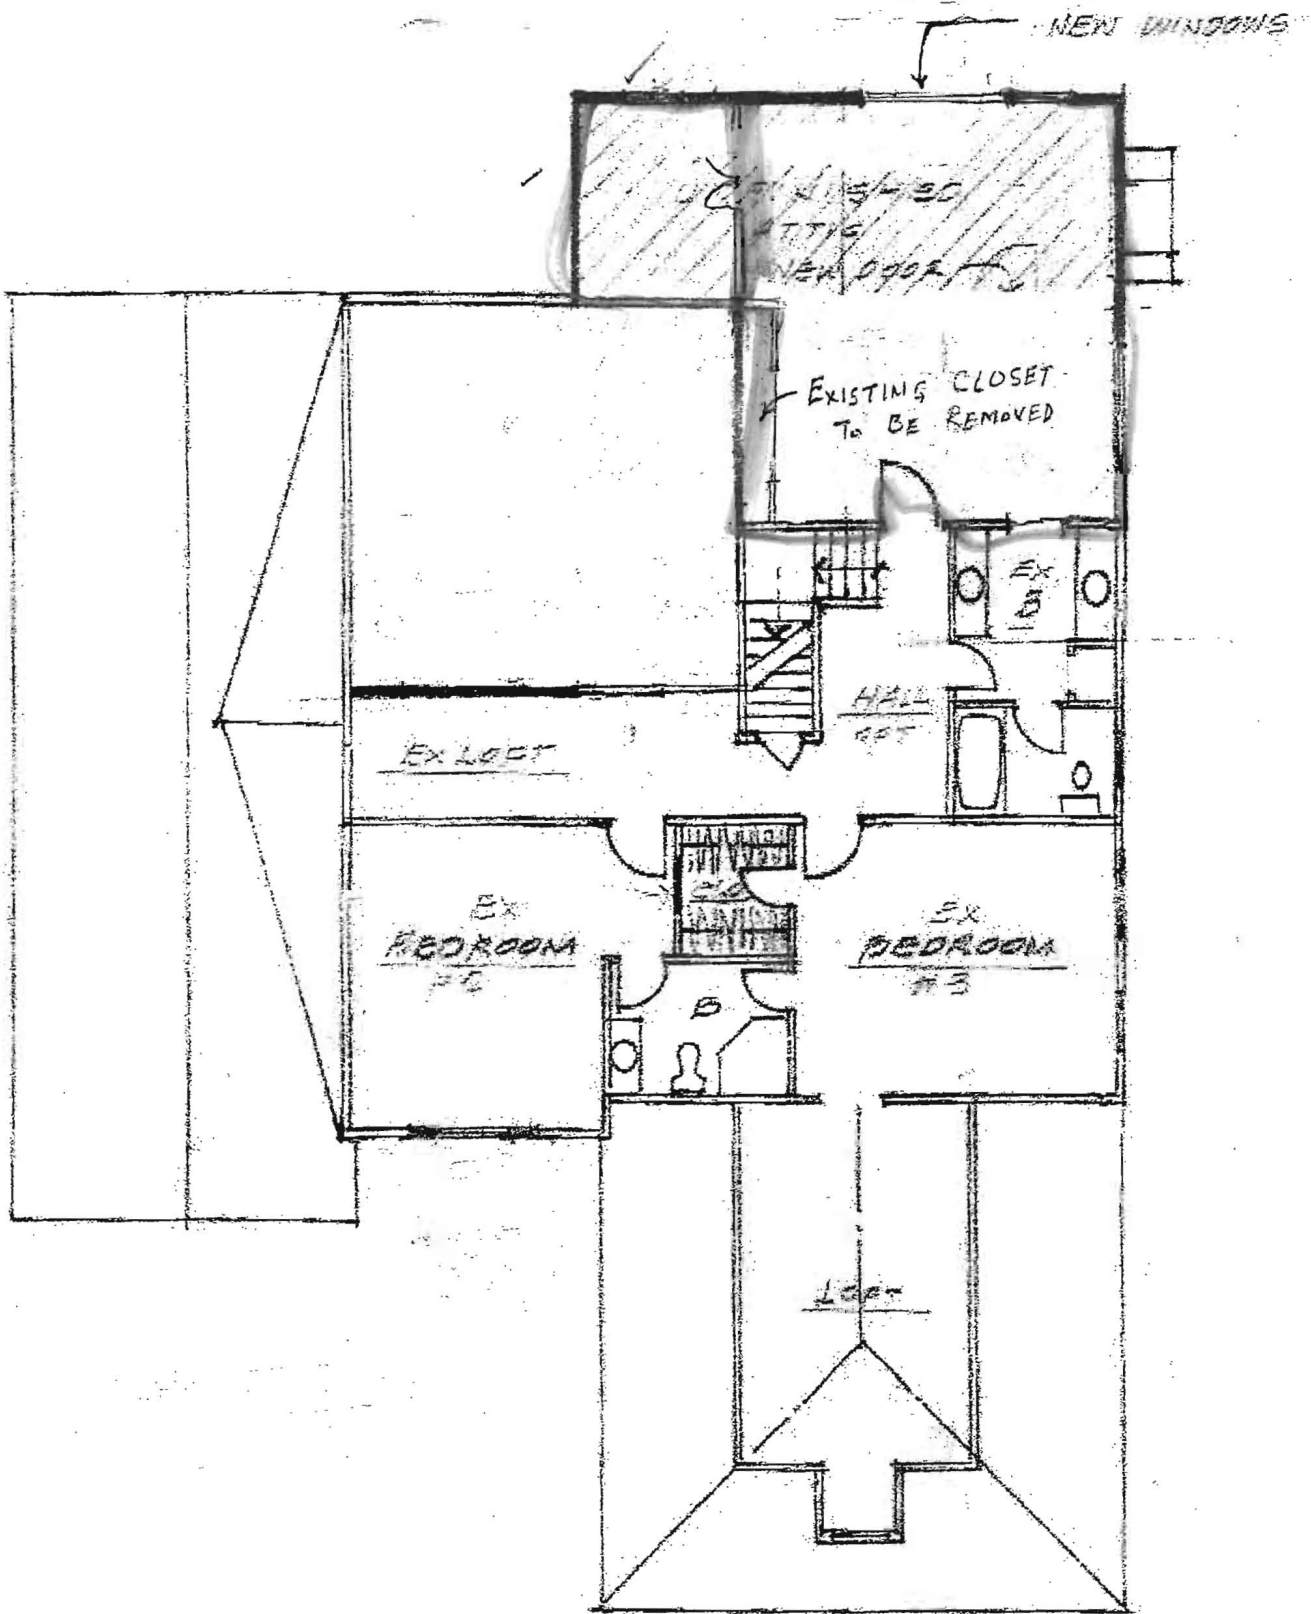 NEW WINDOWS
ATTIC
NEW DOOR
EXISTING CLOSET
TO BE REMOVED
EX
B
HALL
EX LOFT
CLO
EX
BEDROOM
EX
BEDROOM
#3
B
LOFT